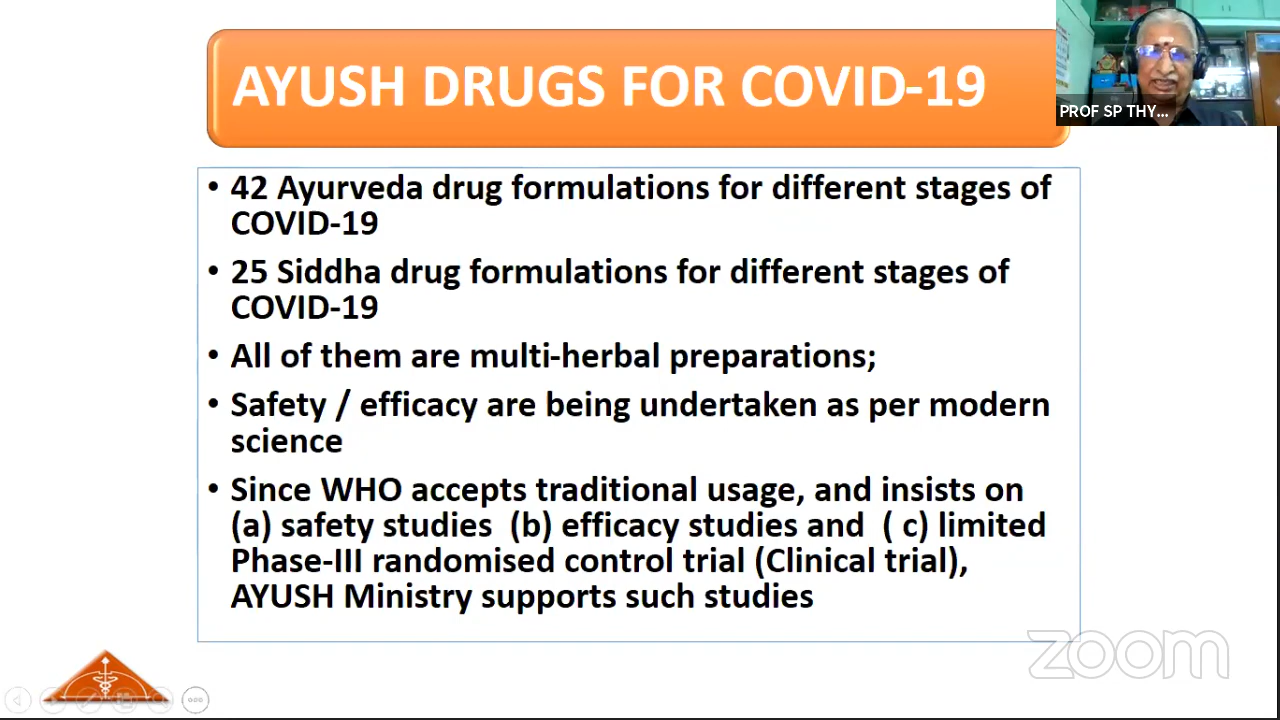 AYUSH DRUGS FOR COVID-19
PROF SP THY...
• 42 Ayurveda drug formulations for different stages of
COVID-19
• 25 Siddha drug formulations for different stages of
COVID-19
• All of them are multi-herbal preparations;
• Safety / efficacy are being undertaken as per modern
science
• Since WHO accepts traditional usage, and insists on
(a) safety studies (b) efficacy studies and ( c) limited
Phase-III randomised control trial (Clinical trial),
AYUSH Ministry supports such studies
zoom